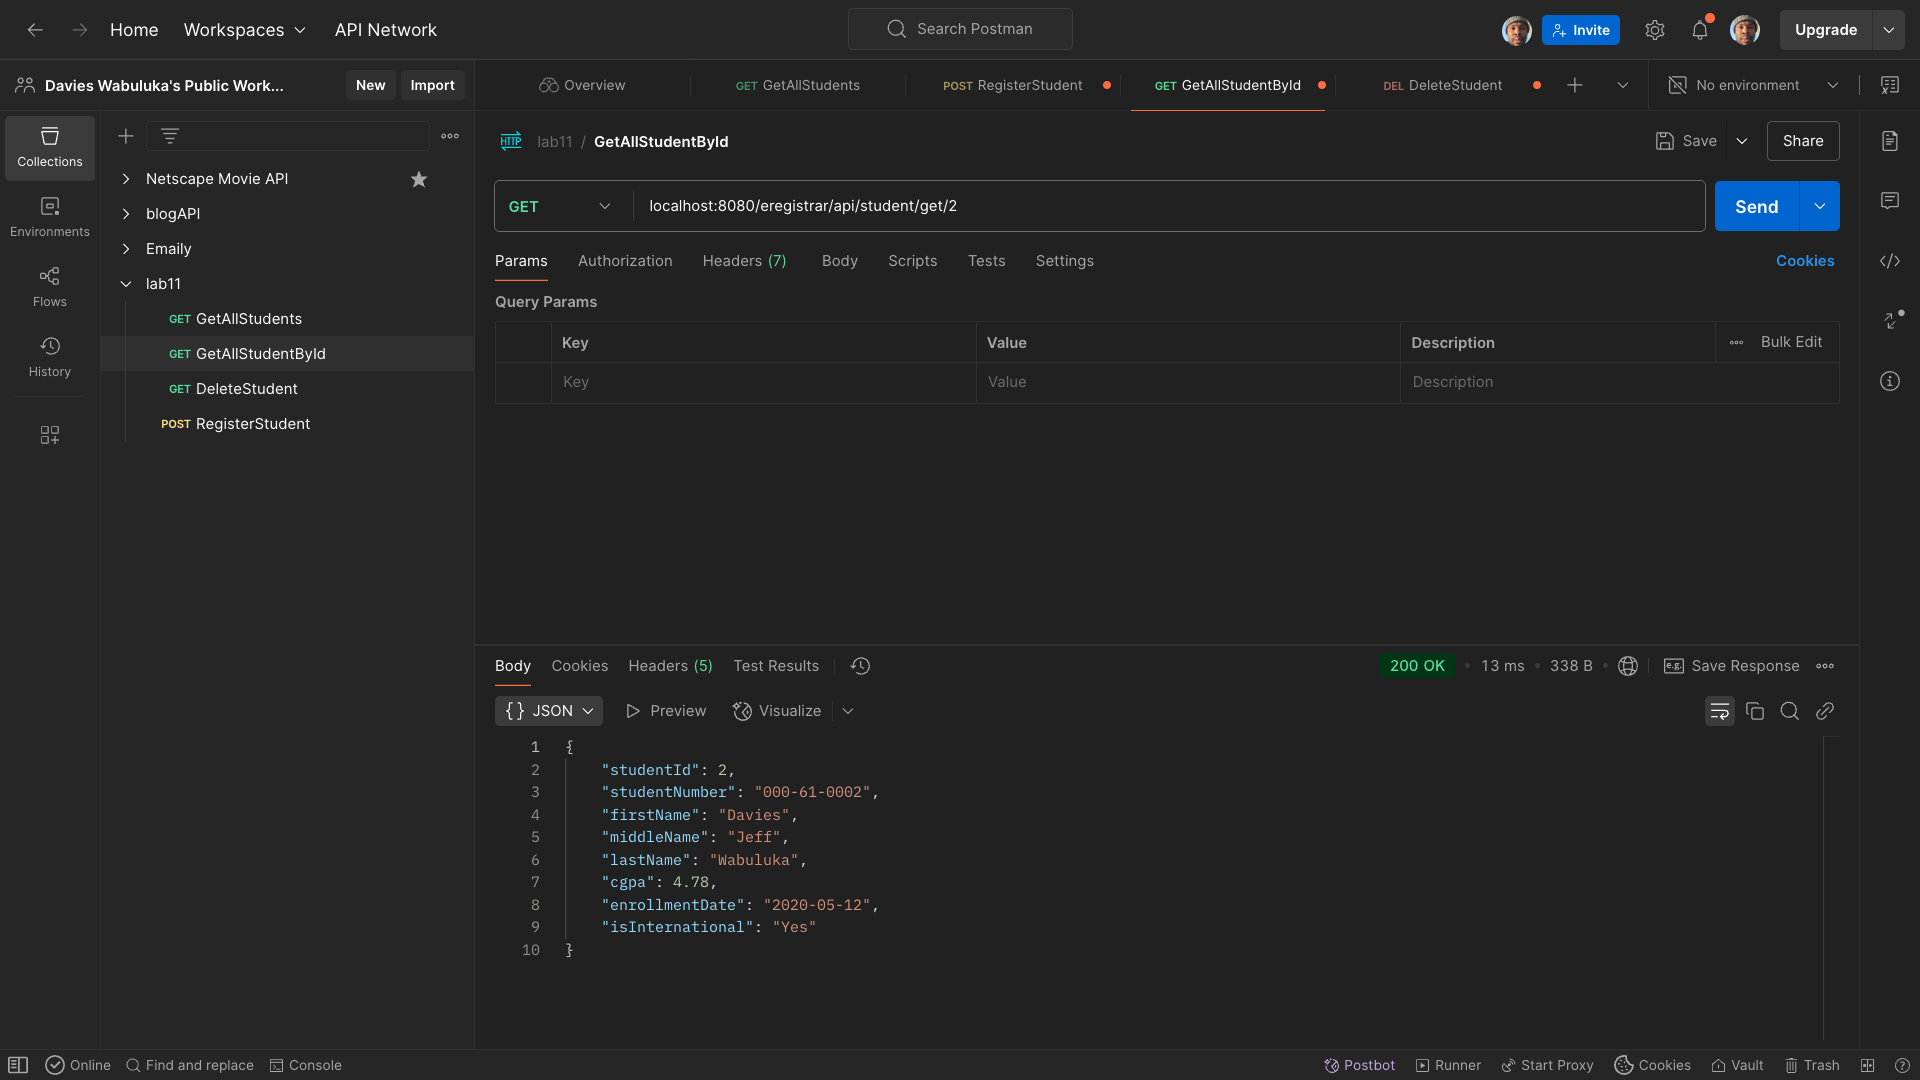 Home Workspaces API Network Search Postman Invite Upgrade
Davies Wabuluka's Public Work... New Import
Overview GET GetAllStudents POST RegisterStudent GET GetAllStudentById DEL DeleteStudent No environment
Collections
Environments
Flows
History
Netscape Movie API
blogAPI
Emaily
lab11
GET GetAllStudents
GET GetAllStudentById
GET DeleteStudent
POST RegisterStudent
HTTP lab11 / GetAllStudentById Save Share
GET localhost:8080/eregistrar/api/student/get/2 Send
Params Authorization Headers (7) Body Scripts Tests Settings Cookies
Query Params
Key Value Description Bulk Edit
Key Value Description
Body Cookies Headers (5) Test Results 200 OK 13 ms 338 B e.g. Save Response
{} JSON Preview Visualize
1 {
2 "studentId": 2,
3 "studentNumber": "000-61-0002",
4 "firstName": "Davies",
5 "middleName": "Jeff",
6 "lastName": "Wabuluka",
7 "cgpa": 4.78,
8 "enrollmentDate": "2020-05-12",
9 "isInternational": "Yes"
10 }
Online Find and replace Console Postbot Runner Start Proxy Cookies Vault Trash